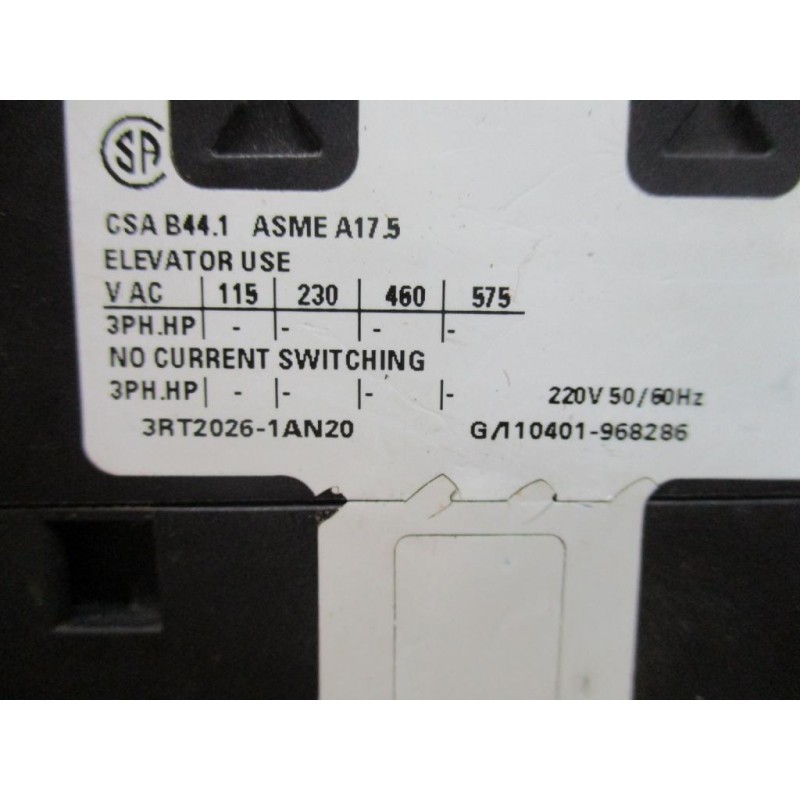 SA
CSA B44.1 ASME A17.5
ELEVATOR USE
V AC | 115 | 230 | 460 | 575
3PH.HP| - |- |- |-
NO CURRENT SWITCHING
3PH.HP| - |- |- |- 220V 50/60Hz
3RT2026-1AN20 G/110401-968286